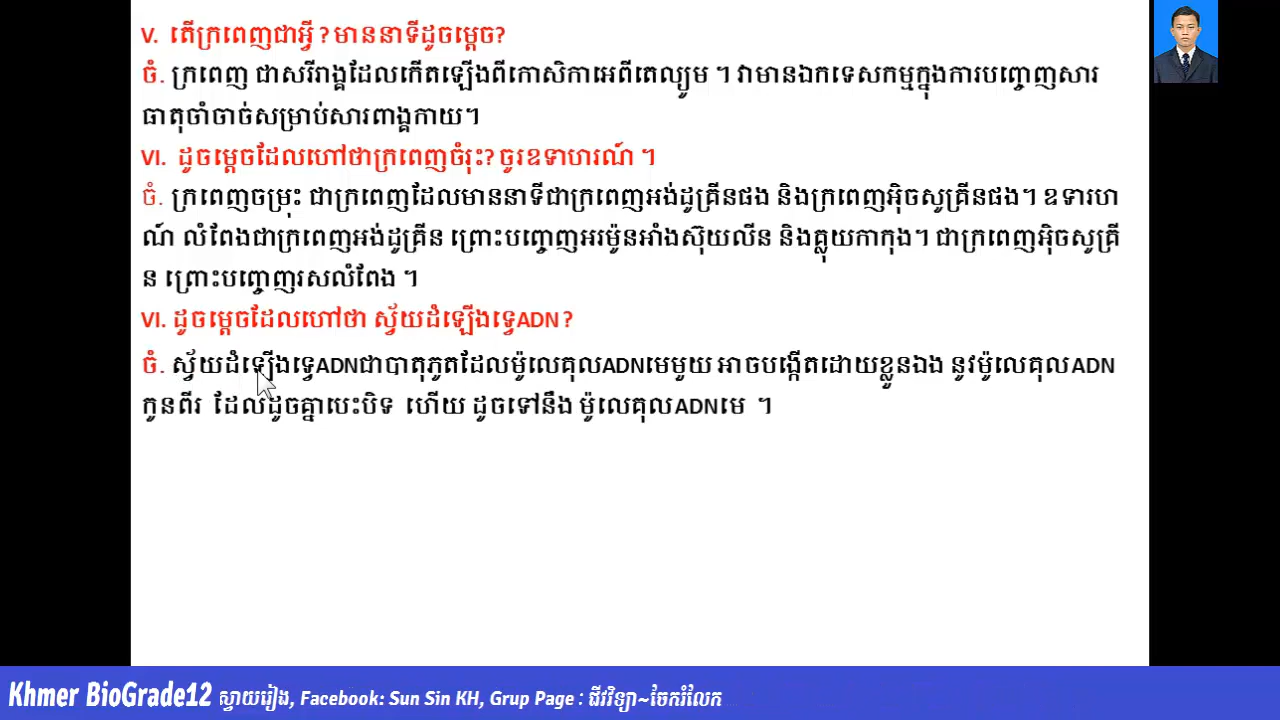 V. តើក្រពេញជាអ្វី ? មាននាទីដូចម្តេច?
ចំ. ក្រពេញ ជាសរីរាង្គដែលកើតឡើងពីកោសិកាអេពីតេល្យូម ។ វាមានឯកទេសកម្មក្នុងការបញ្ចេញសារ
ធាតុចាំចាច់សម្រាប់សារពាង្គកាយ។
VI. ដូចម្តេចដែលហៅថាក្រពេញចំរុះ? ចូរឧទាហរណ៍ ។
ចំ. ក្រពេញចម្រុះ ជាក្រពេញដែលមាននាទីជាក្រពេញអង់ដូគ្រីនផង និងក្រពេញអ៊ិចសូគ្រីនផង។ ឧទារហ
ណ៍ លំពែងជាក្រពេញអង់ដូគ្រីន ព្រោះបញ្ចេញអរម៉ូនអាំងស៊ុយលីន និងគ្លុយកាកុង។ ជាក្រពេញអ៊ិចសូគ្រី
ន ព្រោះបញ្ចេញរសលំពែង ។
VI. ដូចម្តេចដែលហៅថា ស្វ័យដំឡើងទ្វេADN ?
ចំ. ស្វ័យដំឡើងទ្វេADNជាបាតុភូតដែលម៉ូលេគុលADNមេមួយ អាចបង្កើតដោយខ្លួនឯង នូវម៉ូលេគុលADN
កូនពីរ ដែលដូចគ្នាបេះបិទ ហើយ ដូចទៅនឹង ម៉ូលេគុលADNមេ ។
Khmer BioGrade12 ស្វាយរៀង, Facebook: Sun Sin KH, Grup Page : ជីវវិទ្យា~ចែករំលែក